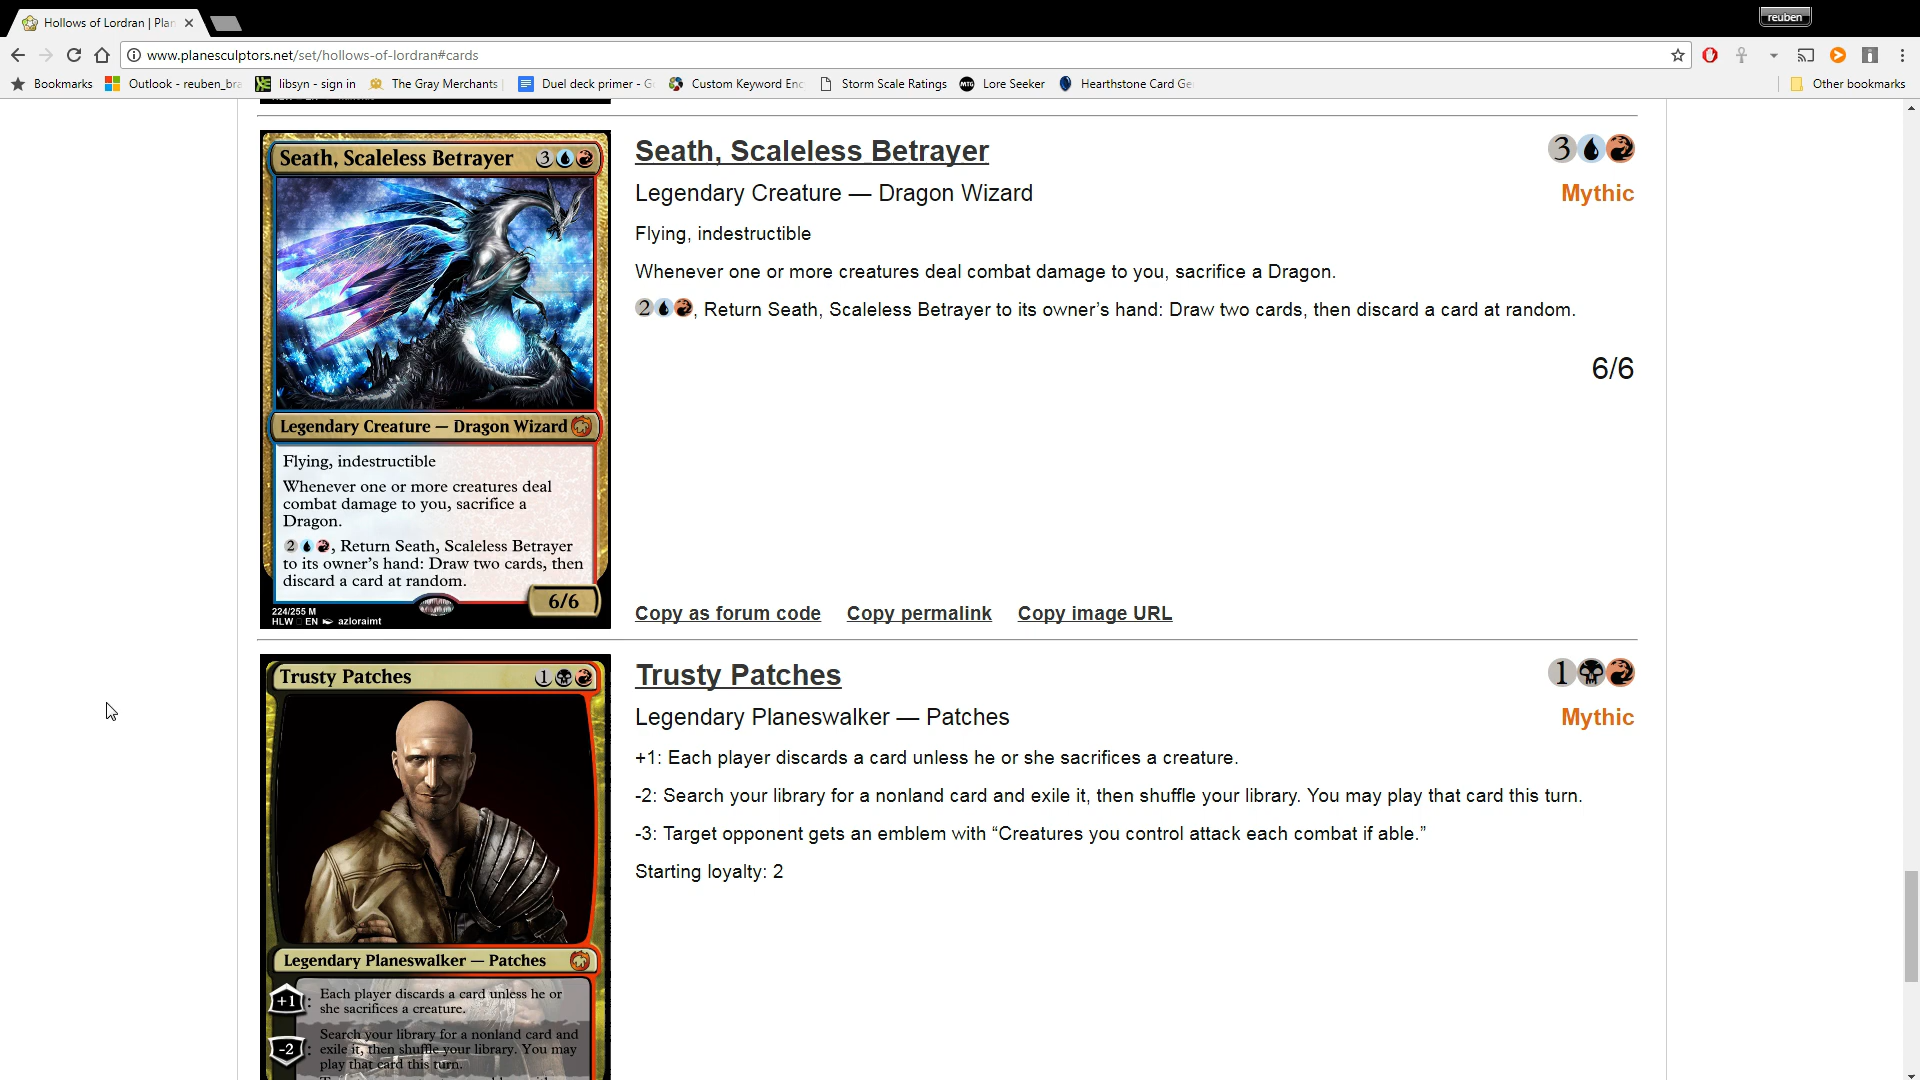 Hollows of Lordran | Plan
reuben
www.planesculptors.net/set/hollows-of-lordran#cards
Bookmarks
Outlook - reuben_bra
libsyn - sign in
The Gray Merchants
Duel deck primer - G
Custom Keyword Enc
Storm Scale Ratings
Lore Seeker
Hearthstone Card Ge
Other bookmarks
Seath, Scaleless Betrayer 3
Legendary Creature — Dragon Wizard
Flying, indestructible
Whenever one or more creatures deal
combat damage to you, sacrifice a
Dragon.
2, Return Seath, Scaleless Betrayer
to its owner's hand: Draw two cards, then
discard a card at random.
6/6
224/255 M
HLW EN azloraimt
Seath, Scaleless Betrayer
3
Legendary Creature — Dragon Wizard
Mythic
Flying, indestructible
Whenever one or more creatures deal combat damage to you, sacrifice a Dragon.
2, Return Seath, Scaleless Betrayer to its owner's hand: Draw two cards, then discard a card at random.
6/6
Copy as forum code Copy permalink Copy image URL
Trusty Patches 1
Legendary Planeswalker — Patches
+1: Each player discards a card unless he or
she sacrifices a creature.
-2: Search your library for a nonland card and
exile it, then shuffle your library. You may
play that card this turn.
Trusty Patches
1
Legendary Planeswalker — Patches
Mythic
+1: Each player discards a card unless he or she sacrifices a creature.
-2: Search your library for a nonland card and exile it, then shuffle your library. You may play that card this turn.
-3: Target opponent gets an emblem with “Creatures you control attack each combat if able.”
Starting loyalty: 2